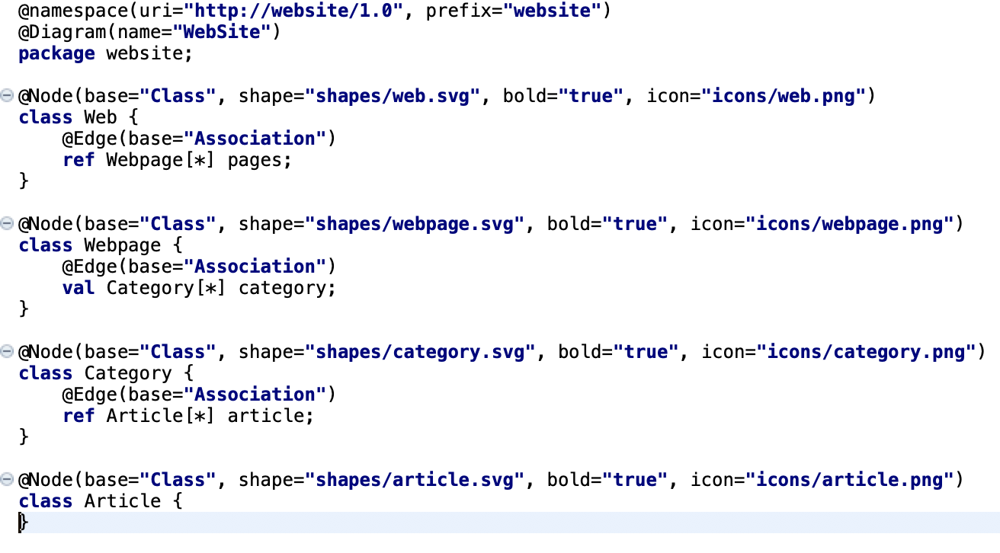 @namespace(uri="http://website/1.0", prefix="website")
@Diagram(name="WebSite")
package website;
@Node(base="Class", shape="shapes/web.svg", bold="true", icon="icons/web.png")
class Web {
@Edge(base="Association")
ref Webpage[*] pages;
}
@Node(base="Class", shape="shapes/webpage.svg", bold="true", icon="icons/webpage.png")
class Webpage {
@Edge(base="Association")
val Category[*] category;
}
@Node(base="Class", shape="shapes/category.svg", bold="true", icon="icons/category.png")
class Category {
@Edge(base="Association")
ref Article[*] article;
}
@Node(base="Class", shape="shapes/article.svg", bold="true", icon="icons/article.png")
class Article {
}